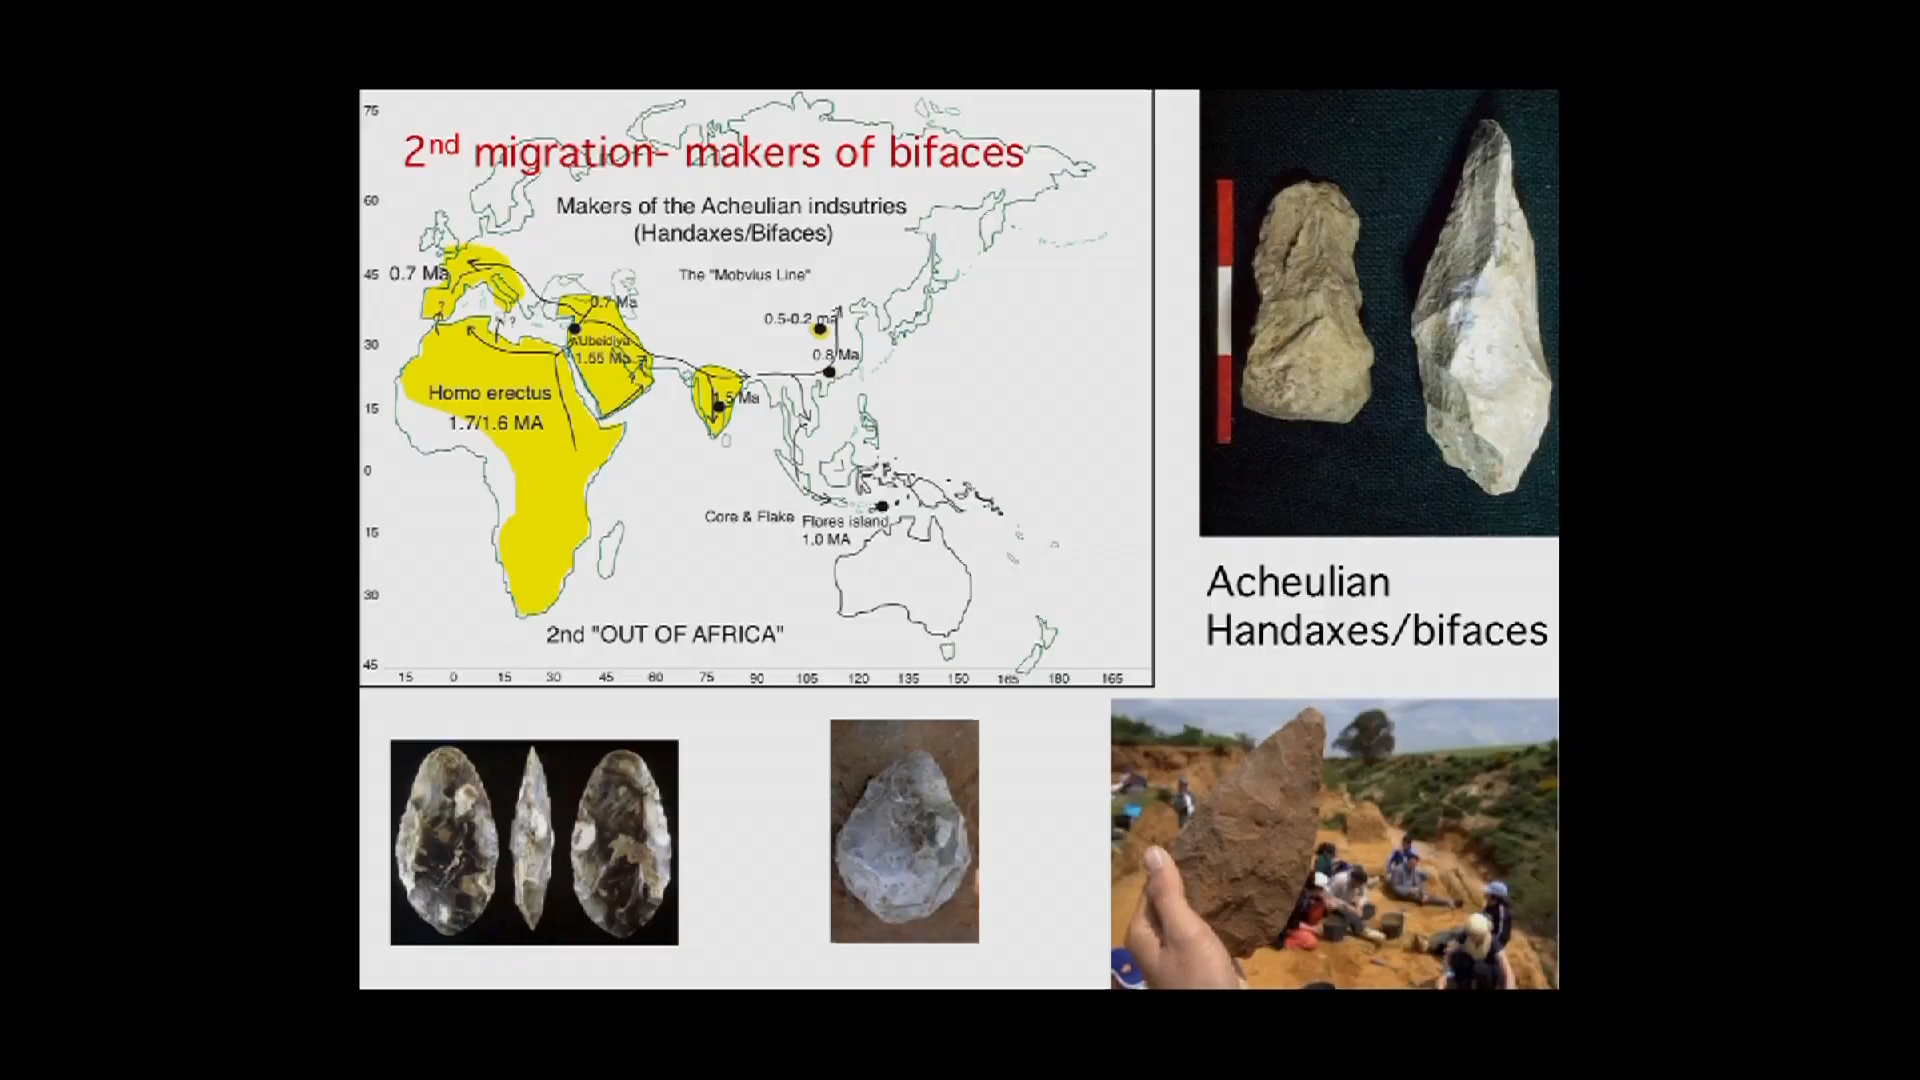 2nd migration- makers of bifaces
Makers of the Acheulian indsutries
(Handaxes/Bifaces)
The "Mobvius Line"
0.7 Ma
0.7 Ma
?
?
Ubeidiya
1.55 Ma
0.5-0.2 ma
0.8 Ma
1.5 Ma
Homo erectus
1.7/1.6 MA
Core & Flake
Flores island
1.0 MA
2nd "OUT OF AFRICA"
75
60
45
30
15
0
15
30
45
15 0 15 30 45 60 75 90 105 120 135 150 165 180 165
Acheulian
Handaxes/bifaces